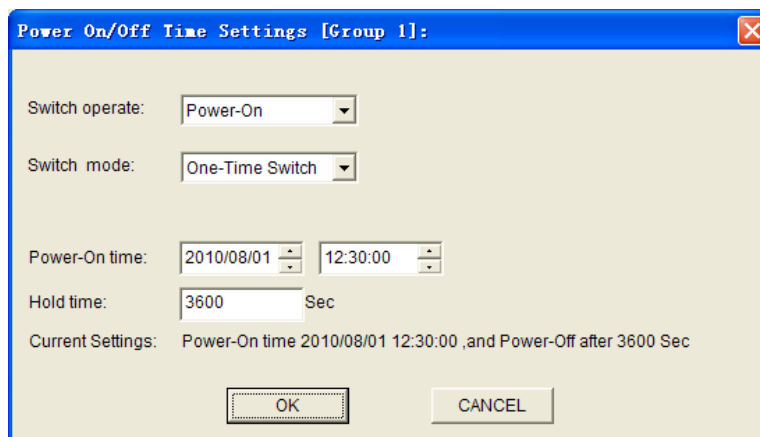 Power On/Off Time Settings [Group 1]:
Switch operate: Power-On
Switch mode: One-Time Switch
Power-On time: 2010/08/01 12:30:00
Hold time: 3600 Sec
Current Settings: Power-On time 2010/08/01 12:30:00 ,and Power-Off after 3600 Sec
OK CANCEL